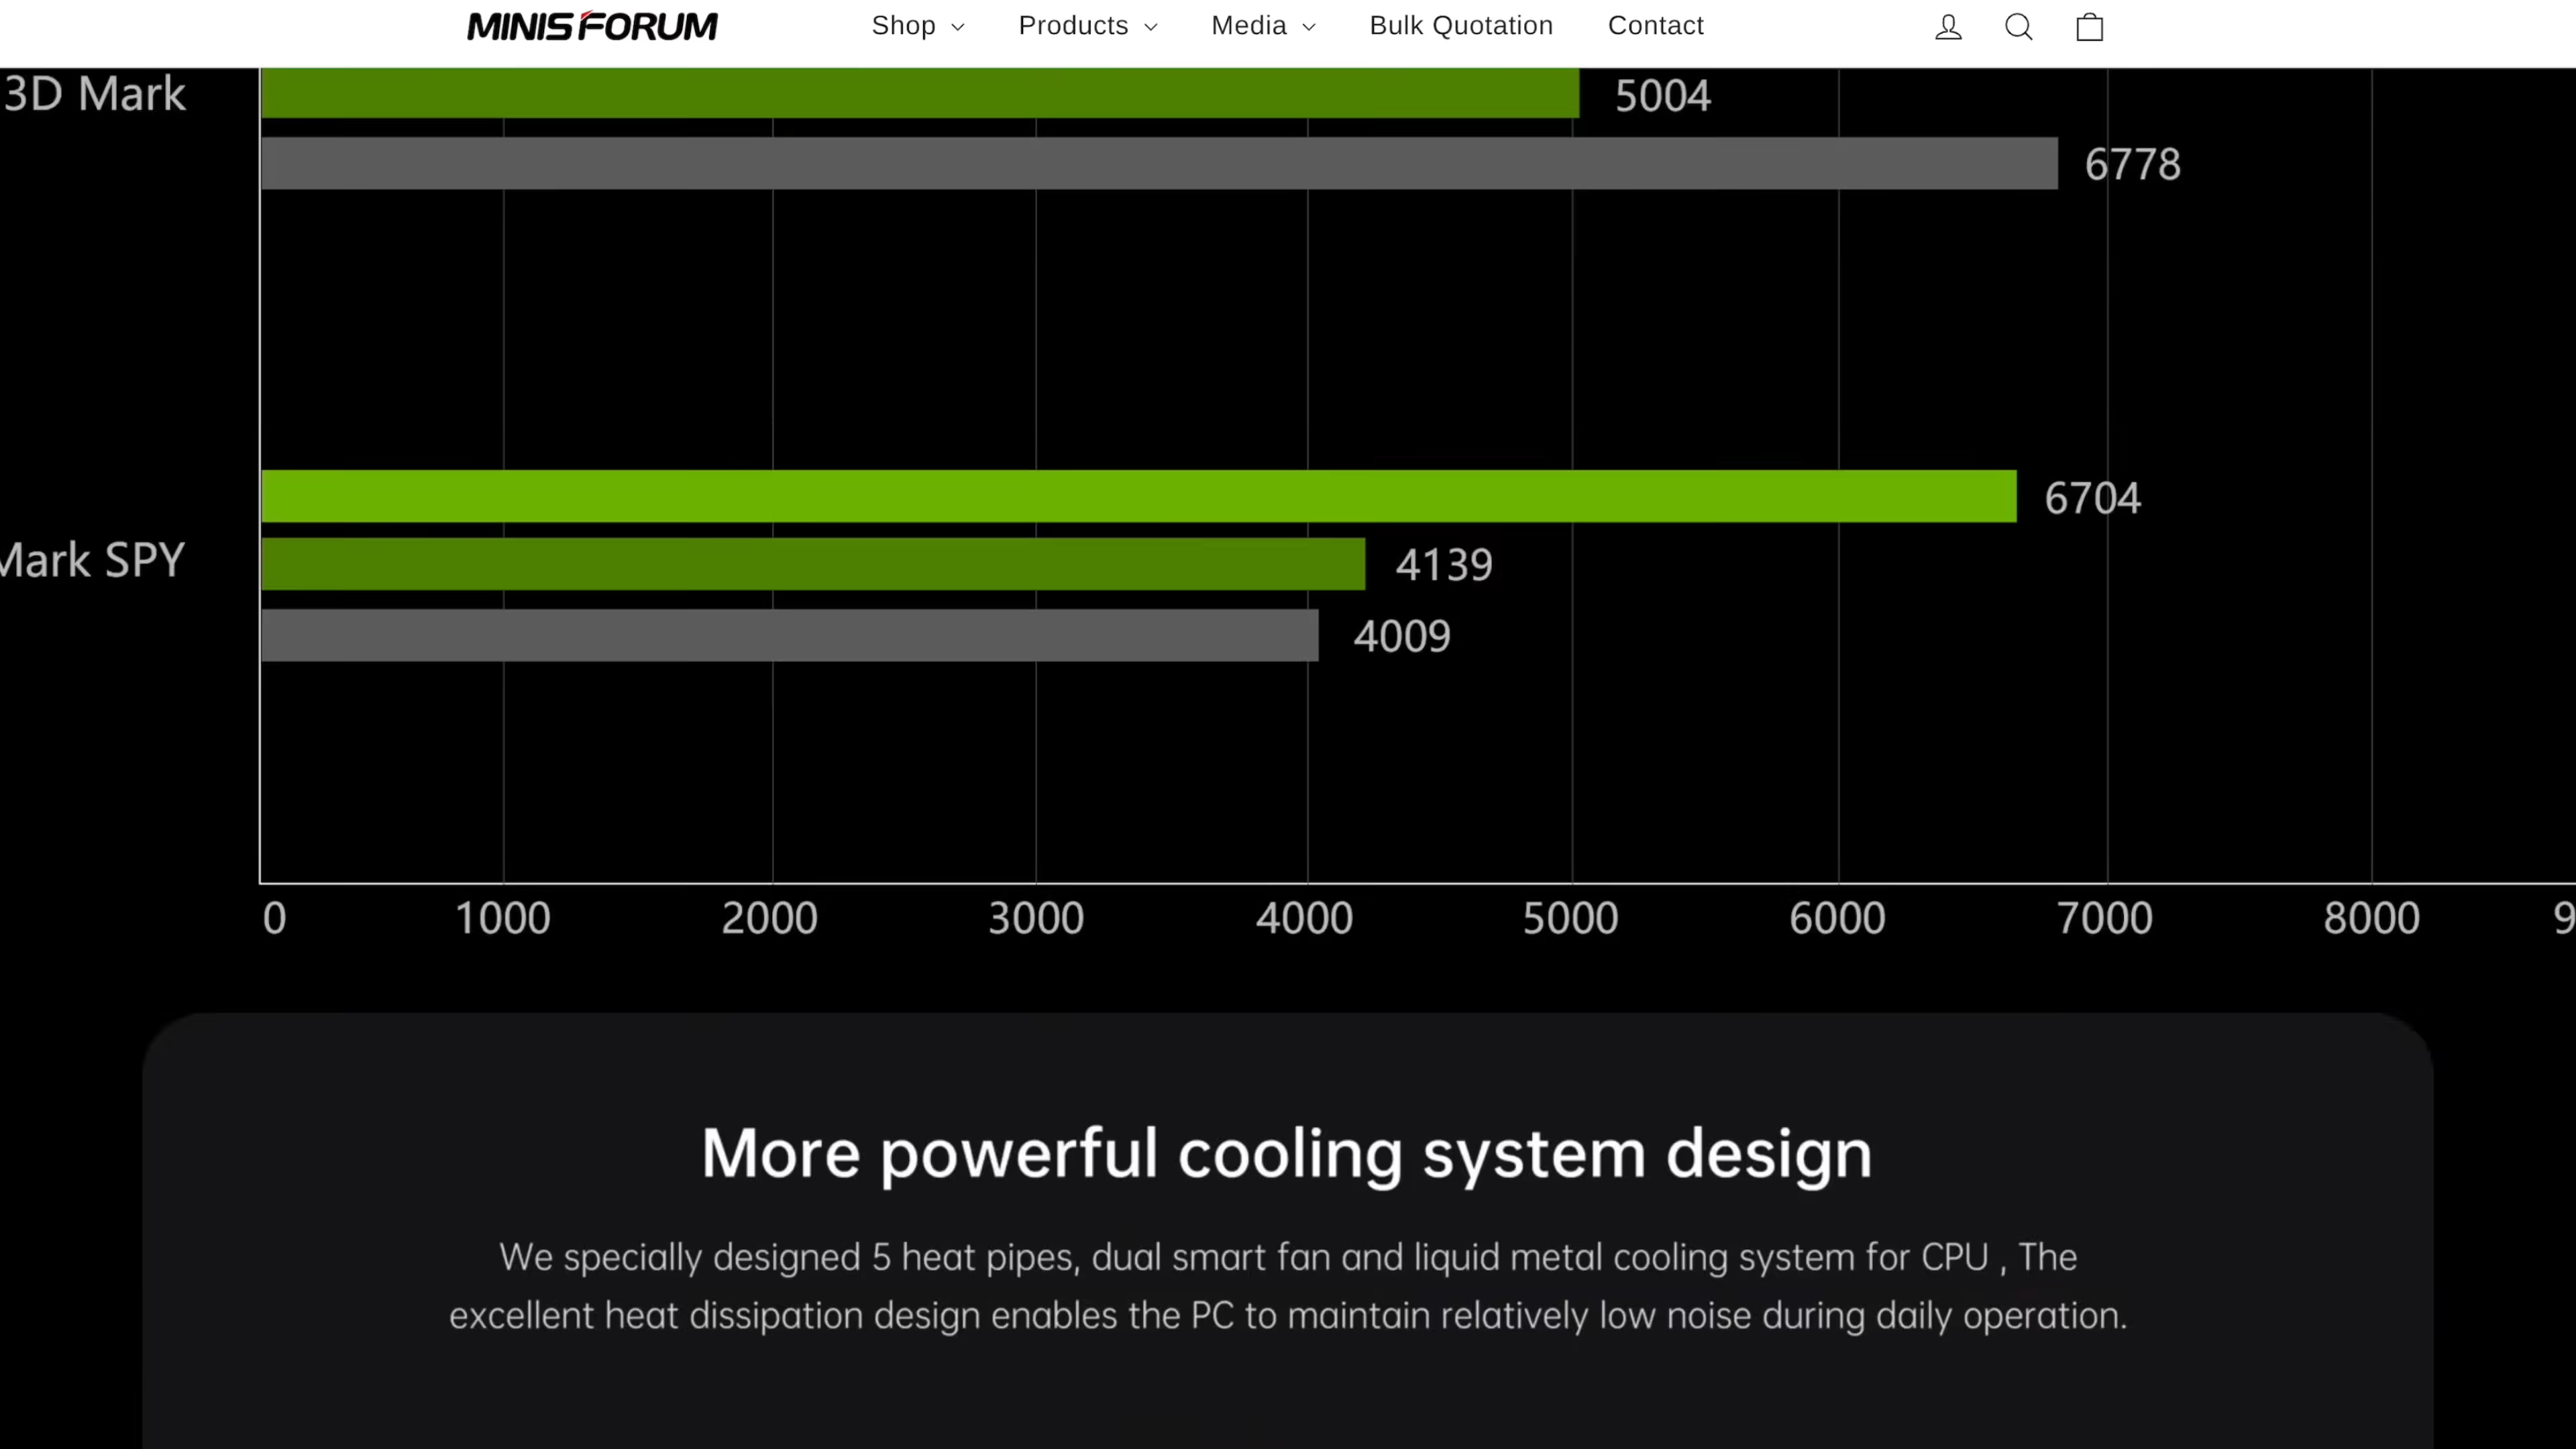 MINISFORUM Shop Products Media Bulk Quotation Contact
3D Mark 5004
6778
6704
Mark SPY 4139
4009
0 1000 2000 3000 4000 5000 6000 7000 8000 9
More powerful cooling system design
We specially designed 5 heat pipes, dual smart fan and liquid metal cooling system for CPU , The
excellent heat dissipation design enables the PC to maintain relatively low noise during daily operation.